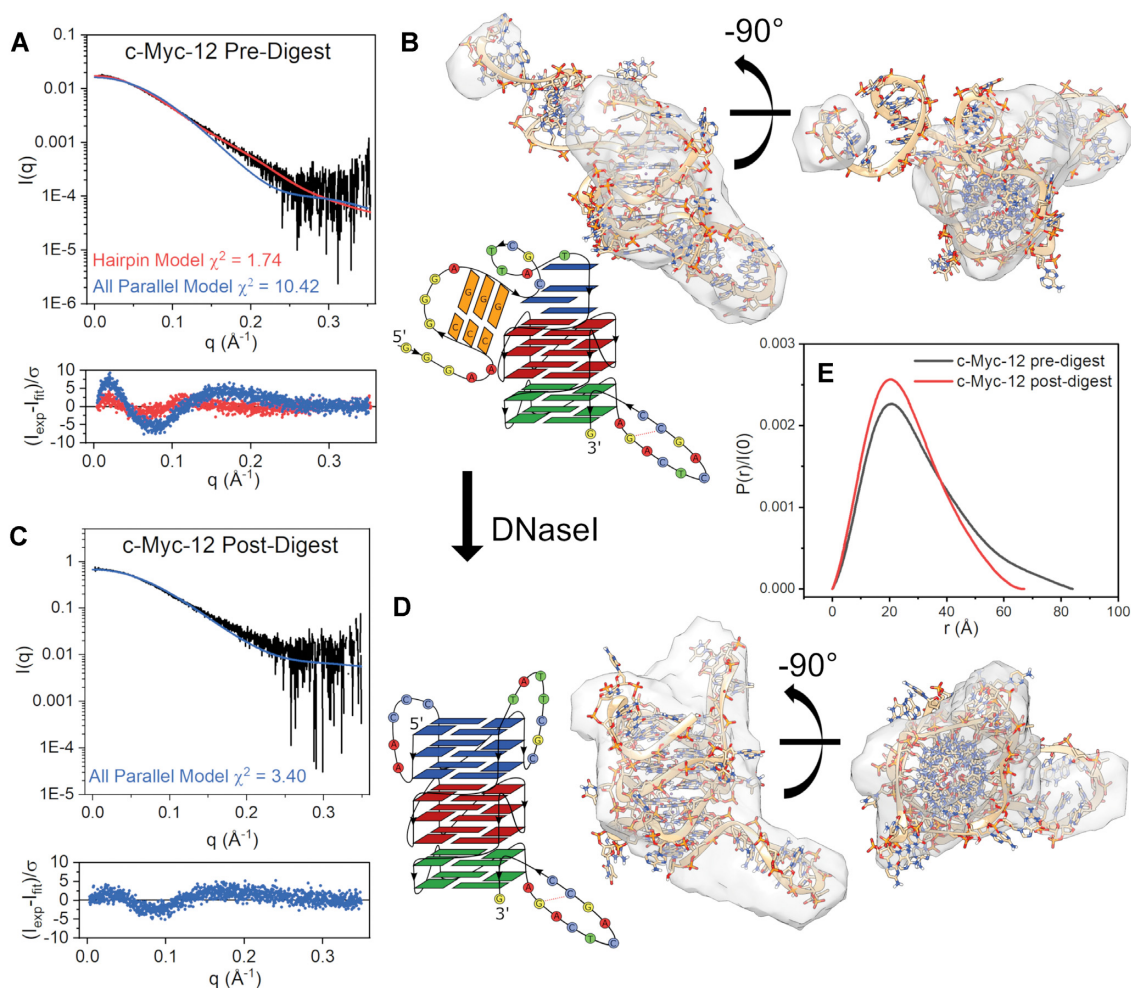 A
c-Myc-12 Pre-Digest
0.1
0.01
0.001
1E-4
1E-5
1E-6
I(q)
Hairpin Model χ² = 1.74
All Parallel Model χ² = 10.42
0.0 0.1 0.2 0.3
q (Å⁻¹)
10
5
0
-5
-10
(Iexp-Ifit)/σ
0.0 0.1 0.2 0.3
q (Å⁻¹)
B
-90°
T C
T G
T A C T
A
G
G
G G G
C C C
5'
G G G A A
G
3'
A G A C T C
C C G A
DNaseI
C
c-Myc-12 Post-Digest
1
0.1
0.01
0.001
1E-4
1E-5
I(q)
All Parallel Model χ² = 3.40
0.0 0.1 0.2 0.3
q (Å⁻¹)
10
5
0
-5
-10
(Iexp-Ifit)/σ
0.0 0.1 0.2 0.3
q (Å⁻¹)
D
-90°
5'
A A C C C
T A T T C G C
G
3'
A G A C T C
C C G A
E
c-Myc-12 pre-digest
c-Myc-12 post-digest
0.003
0.002
0.001
0.000
P(r)/I(0)
0 20 40 60 80 100
r (Å)